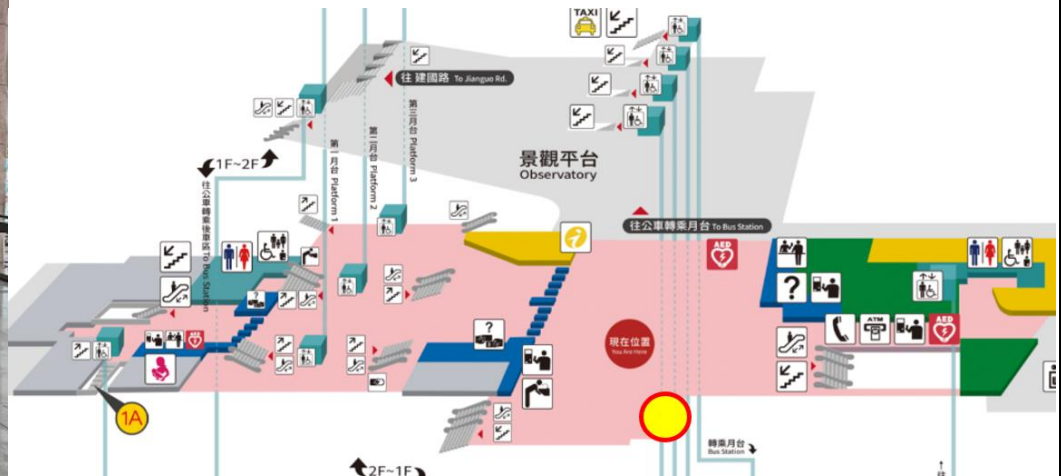 TAXI
往 建國路 To Jianguo Rd.
1F~2F
往公車轉乘後車區 To Bus Station
第一月台 Platform 1
第二月台 Platform 2
第三月台 Platform 3
景觀平台
Observatory
往公車轉乘月台 To Bus Station
AED
?
?
?
現在位置
You Are Here
ATM
AED
AED
1A
轉乘月台
Bus Station
2F~1F
往